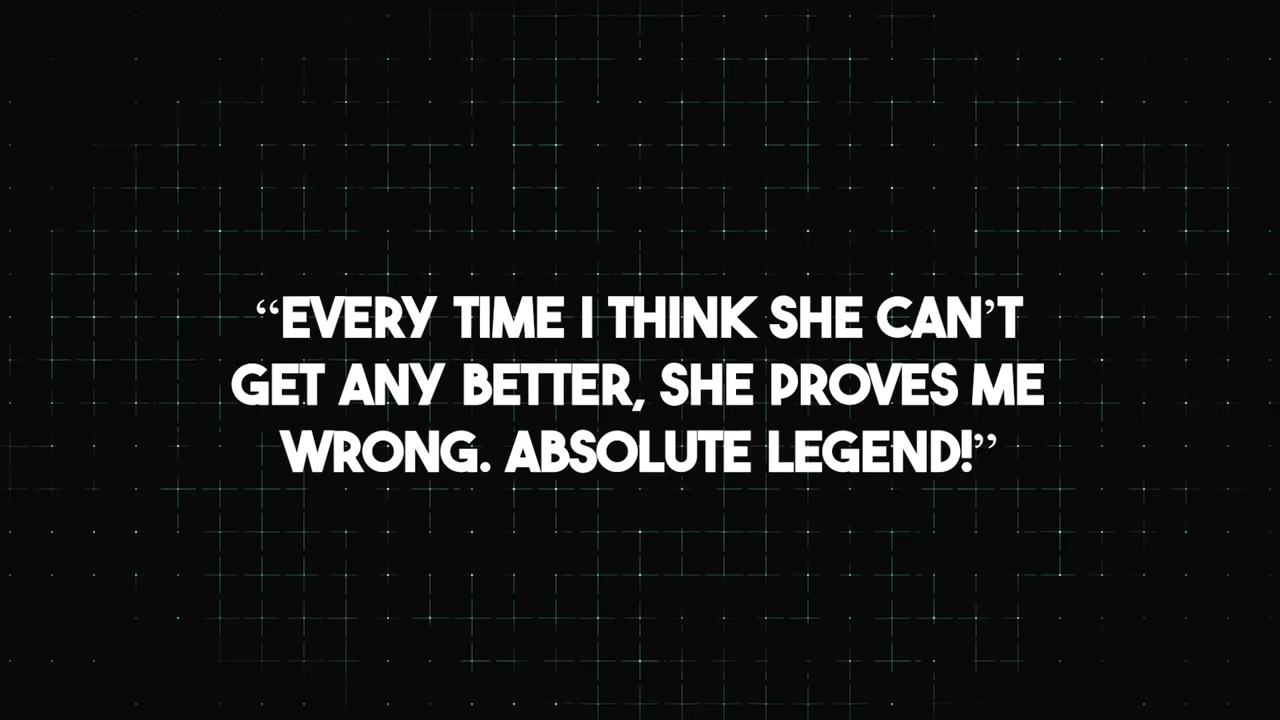 “EVERY TIME I THINK SHE CAN’T
GET ANY BETTER, SHE PROVES ME
WRONG. ABSOLUTE LEGEND!”